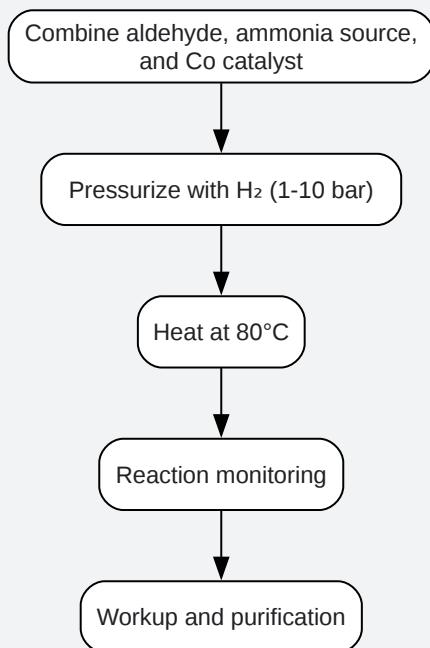 Combine aldehyde, ammonia source,
and Co catalyst
Pressurize with H₂ (1-10 bar)
Heat at 80°C
Reaction monitoring
Workup and purification